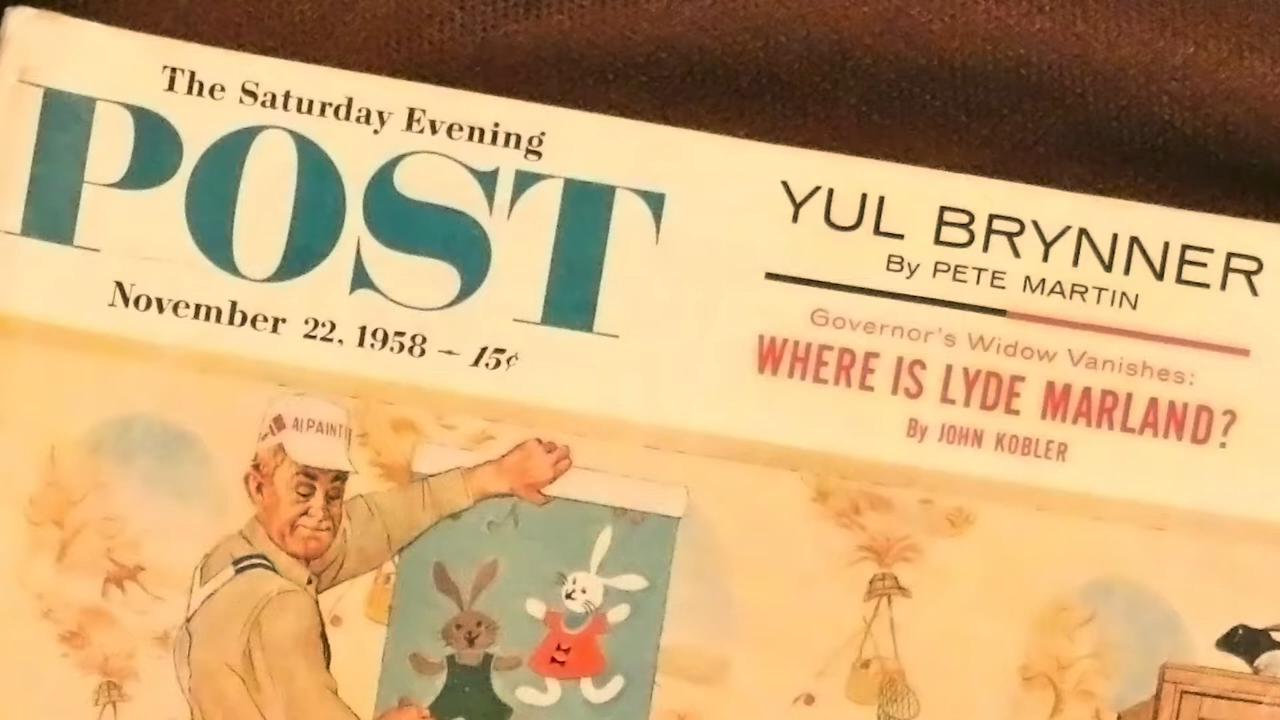 The Saturday Evening
POST
November 22, 1958 – 15¢
YUL BRYNNER
By PETE MARTIN
Governor's Widow Vanishes:
WHERE IS LYDE MARLAND?
By JOHN KOBLER